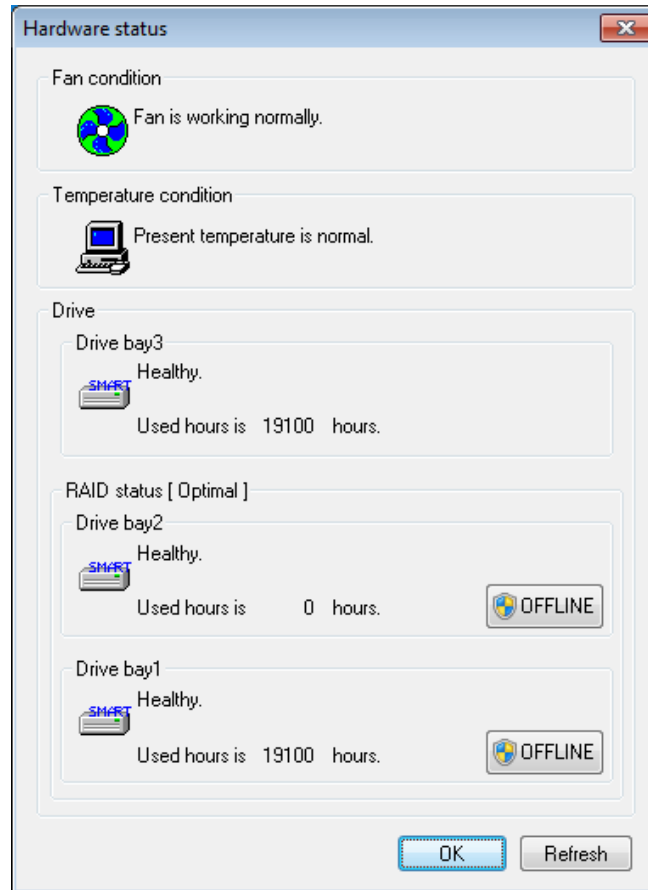 Hardware status
Fan condition
Fan is working normally.
Temperature condition
Present temperature is normal.
Drive
Drive bay3
SMART
Healthy.
Used hours is 19100 hours.
RAID status [ Optimal ]
Drive bay2
SMART
Healthy.
Used hours is 0 hours.
OFFLINE
Drive bay1
SMART
Healthy.
Used hours is 19100 hours.
OFFLINE
OK
Refresh